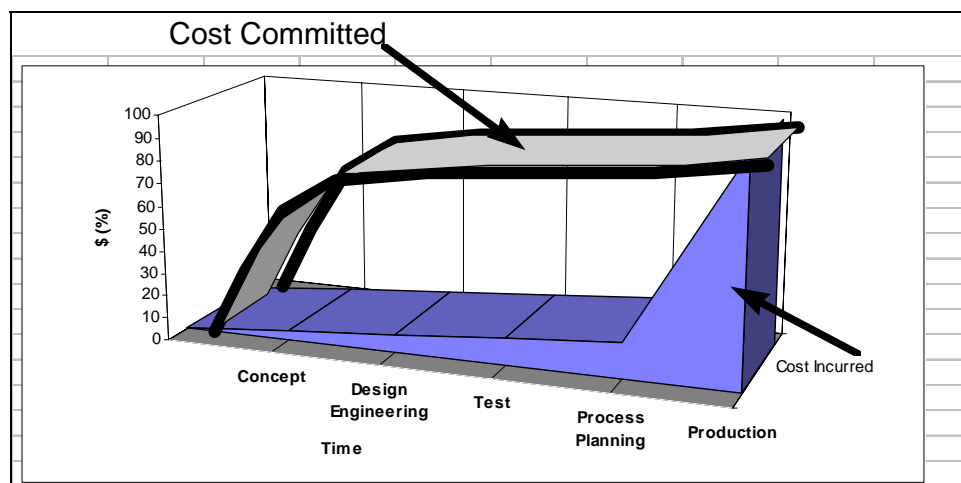 Cost Committed
100
90
80
70
60
50
40
30
20
10
0
$ (%)
Cost Incurred
Concept
Design
Engineering
Test
Process
Planning
Production
Time